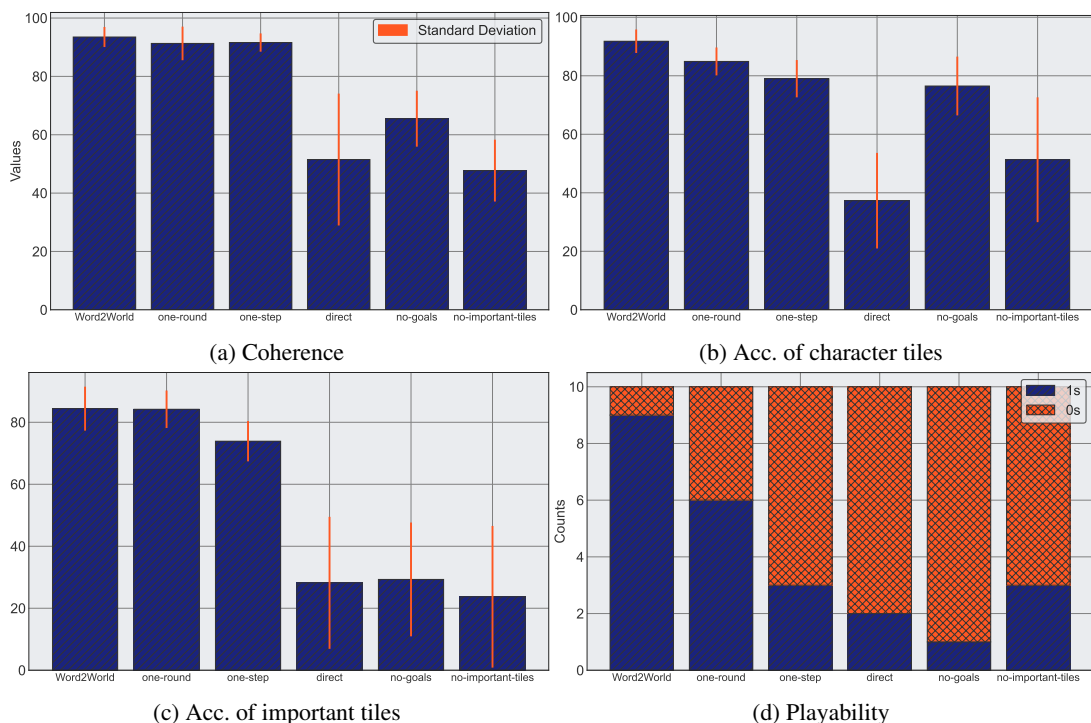 100
80
60
40
20
0
Values
Standard Deviation
Word2World one-round one-step direct no-goals no-important-tiles
(a) Coherence
100
80
60
40
20
0
Word2World one-round one-step direct no-goals no-important-tiles
(b) Acc. of character tiles
80
60
40
20
0
Word2World one-round one-step direct no-goals no-important-tiles
(c) Acc. of important tiles
10
8
6
4
2
0
Counts
1s
0s
Word2World one-round one-step direct no-goals no-important-tiles
(d) Playability